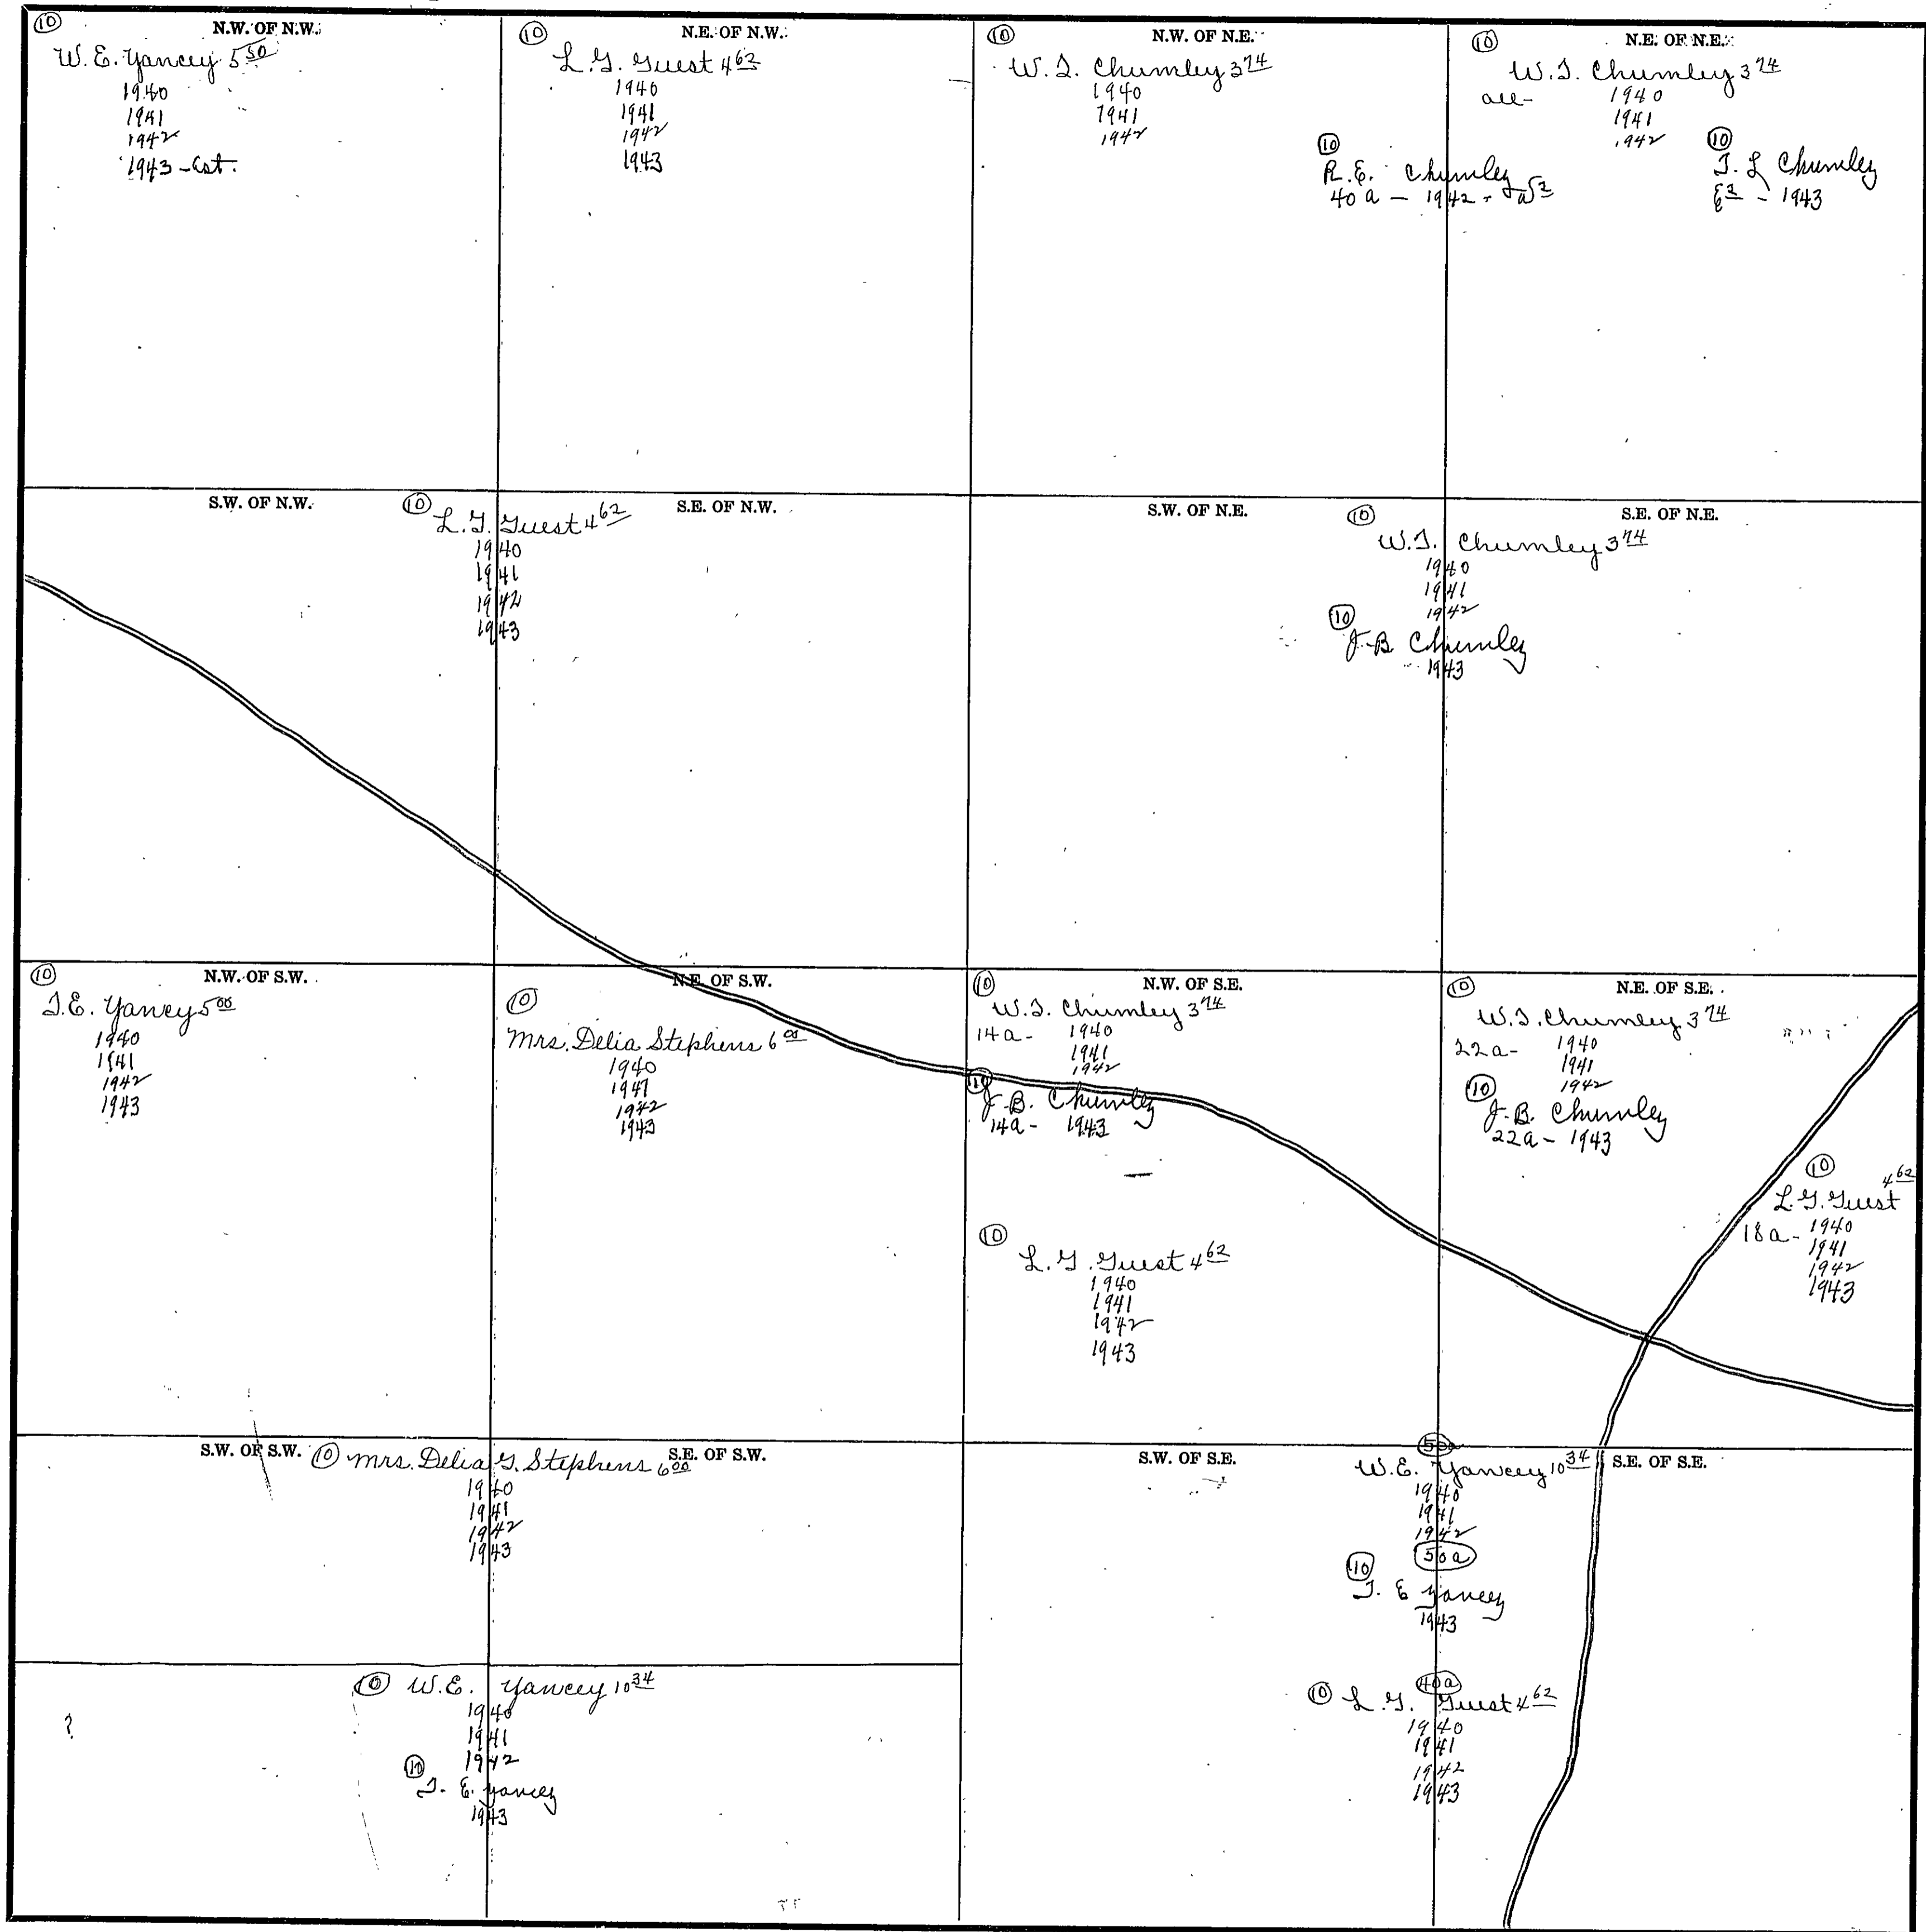 (10) N.W. OF N.W.
W. E. Yancey 5 50
1940
1941
1942
1943 - Est.
(10) N.E. OF N.W.
L. G. Guest 4 62
1940
1941
1942
1943
(10) N.W. OF N.E.
W. T. Chumley 3 74
1940
1941
1942
(10)
R. E. Chumley
40 a - 1942 -
(10) N.E. OF N.E.
W. T. Chumley 3 74
all- 1940
1941
1942
(10)
T. L Chumley
- 1943
S.W. OF N.W.
S.E. OF N.W.
(10) L. G. Guest 4 62
1940
1941
1942
1943
S.W. OF N.E.
S.E. OF N.E.
(10)
W. T. Chumley 3 74
1940
1941
1942
(10)
J. B. Chumley
1943
(10) N.W. OF S.W.
T. E. Yancey 5 00
1940
1941
1942
1943
N.E. OF S.W.
(10)
Mrs. Delia Stephens 6 00
1940
1941
1942
1943
(10) N.W. OF S.E.
W. T. Chumley 3 74
14a- 1940
1941
1942
(10)
J. B. Chumley
14a- 1943
(10)
L. G. Guest 4 62
1940
1941
1942
1943
(10) N.E. OF S.E.
W. T. Chumley 3 74
22a- 1940
1941
1942
(10)
J. B. Chumley
22a- 1943
(10)
L. G. Guest 4 62
18a- 1940
1941
1942
1943
S.W. OF S.W.
S.E. OF S.W.
(10) Mrs. Delia G. Stephens 6 00
1940
1941
1942
1943
(10) W. E. Yancey 10 34
1940
1941
1942
(10)
T. E. Yancey
1943
?
S.W. OF S.E.
S.E. OF S.E.
50a
W. E. Yancey 10 34
1940
1941
1942
50a
(10)
T. E Yancey
1943
40a
(10) L. G. Guest 4 62
1940
1941
1942
1943